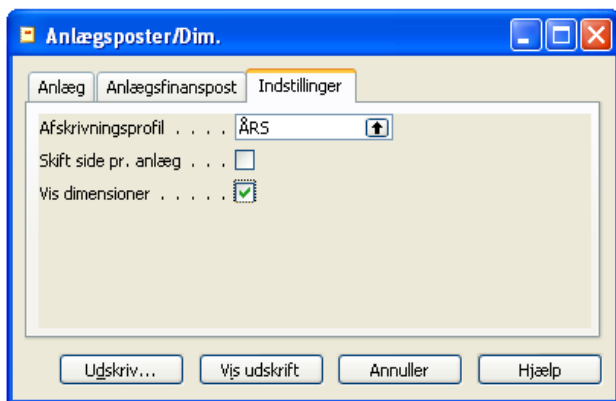 Anlægsposter/Dim.
Anlæg Anlægsfinanspost Indstillinger
Afskrivningsprofil . . . . ÅRS
Skift side pr. anlæg . . .
Vis dimensioner . . . . .
Udskriv... Vis udskrift Annuller Hjælp